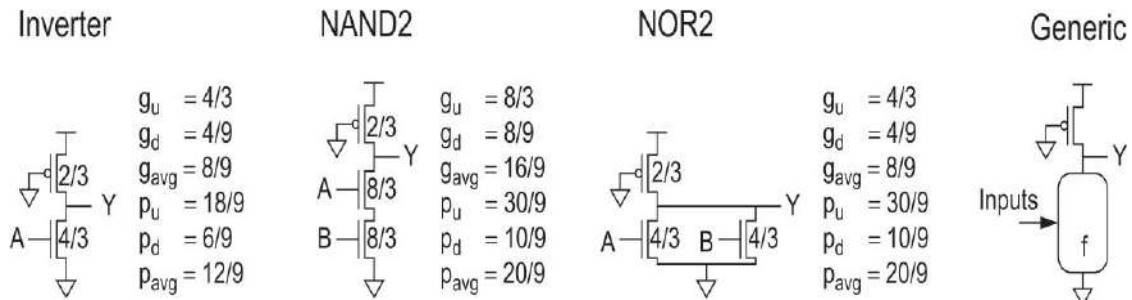 Inverter
2/3
Y
A
4/3
g_u = 4/3
g_d = 4/9
g_avg = 8/9
p_u = 18/9
p_d = 6/9
p_avg = 12/9
NAND2
2/3
Y
A
8/3
B
8/3
g_u = 8/3
g_d = 8/9
g_avg = 16/9
p_u = 30/9
p_d = 10/9
p_avg = 20/9
NOR2
2/3
Y
A
4/3
B
4/3
g_u = 4/3
g_d = 4/9
g_avg = 8/9
p_u = 30/9
p_d = 10/9
p_avg = 20/9
Generic
Y
Inputs
f